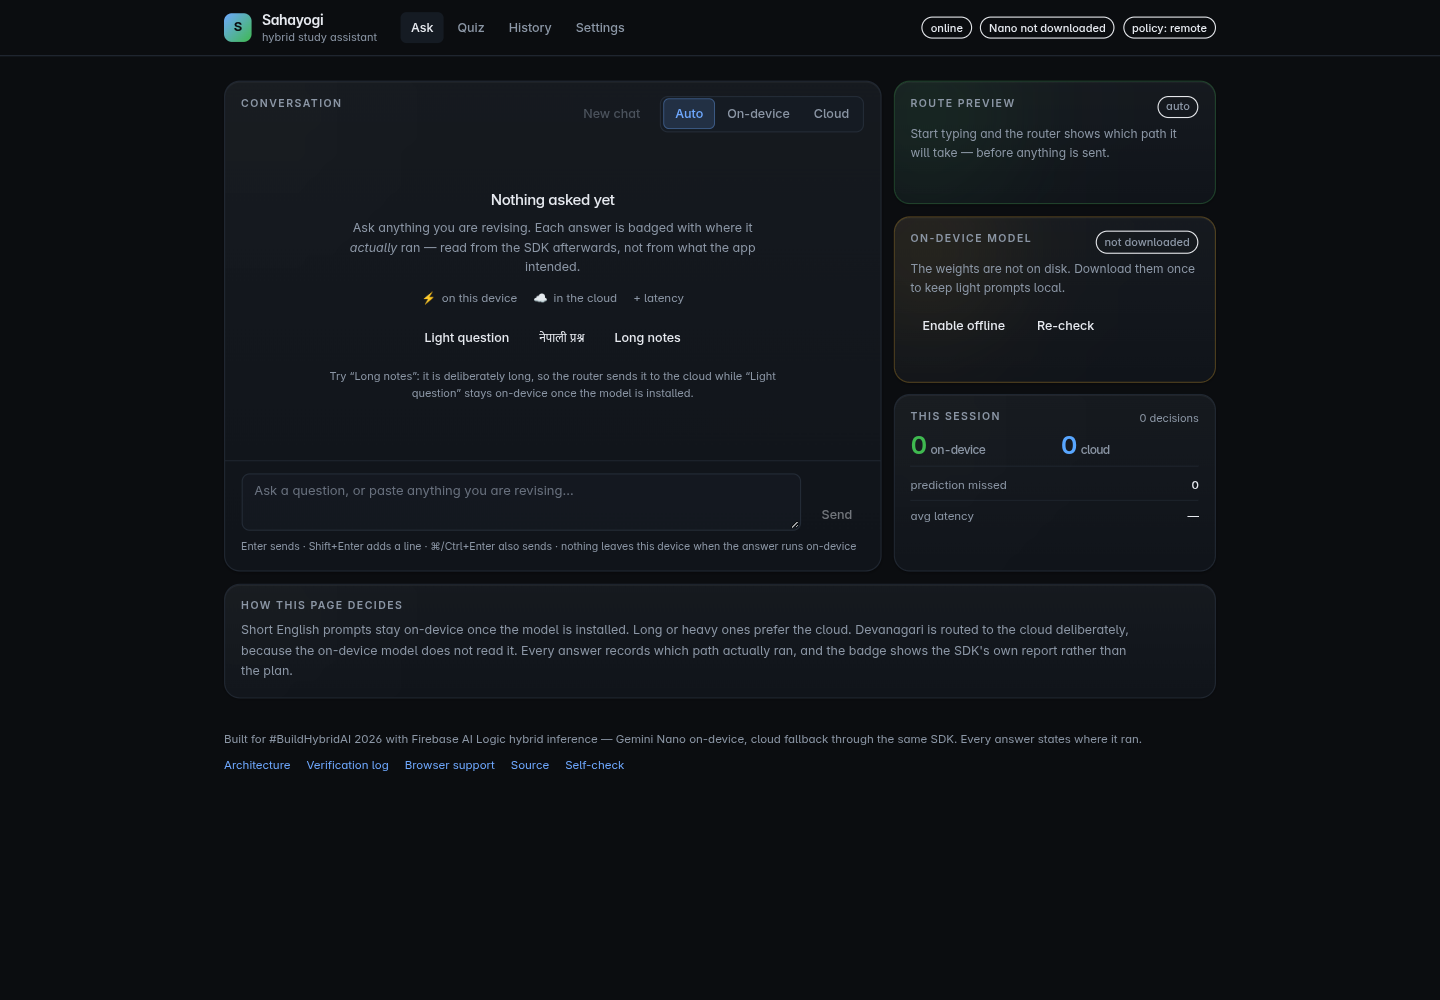 S
Sahayogi
hybrid study assistant
Ask
Quiz
History
Settings
online
Nano not downloaded
policy: remote
CONVERSATION
New chat
Auto
On-device
Cloud
Nothing asked yet
Ask anything you are revising. Each answer is badged with where it
actually ran — read from the SDK afterwards, not from what the app
intended.
⚡ on this device
☁️ in the cloud
+ latency
Light question
नेपाली प्रश्न
Long notes
Try “Long notes”: it is deliberately long, so the router sends it to the cloud while “Light
question” stays on-device once the model is installed.
Ask a question, or paste anything you are revising...
Send
Enter sends · Shift+Enter adds a line · ⌘/Ctrl+Enter also sends · nothing leaves this device when the answer runs on-device
ROUTE PREVIEW
auto
Start typing and the router shows which path it
will take — before anything is sent.
ON-DEVICE MODEL
not downloaded
The weights are not on disk. Download them once
to keep light prompts local.
Enable offline
Re-check
THIS SESSION
0 decisions
0 on-device
0 cloud
prediction missed
0
avg latency
—
HOW THIS PAGE DECIDES
Short English prompts stay on-device once the model is installed. Long or heavy ones prefer the cloud. Devanagari is routed to the cloud deliberately,
because the on-device model does not read it. Every answer records which path actually ran, and the badge shows the SDK's own report rather than
the plan.
Built for #BuildHybridAI 2026 with Firebase AI Logic hybrid inference — Gemini Nano on-device, cloud fallback through the same SDK. Every answer states where it ran.
Architecture
Verification log
Browser support
Source
Self-check